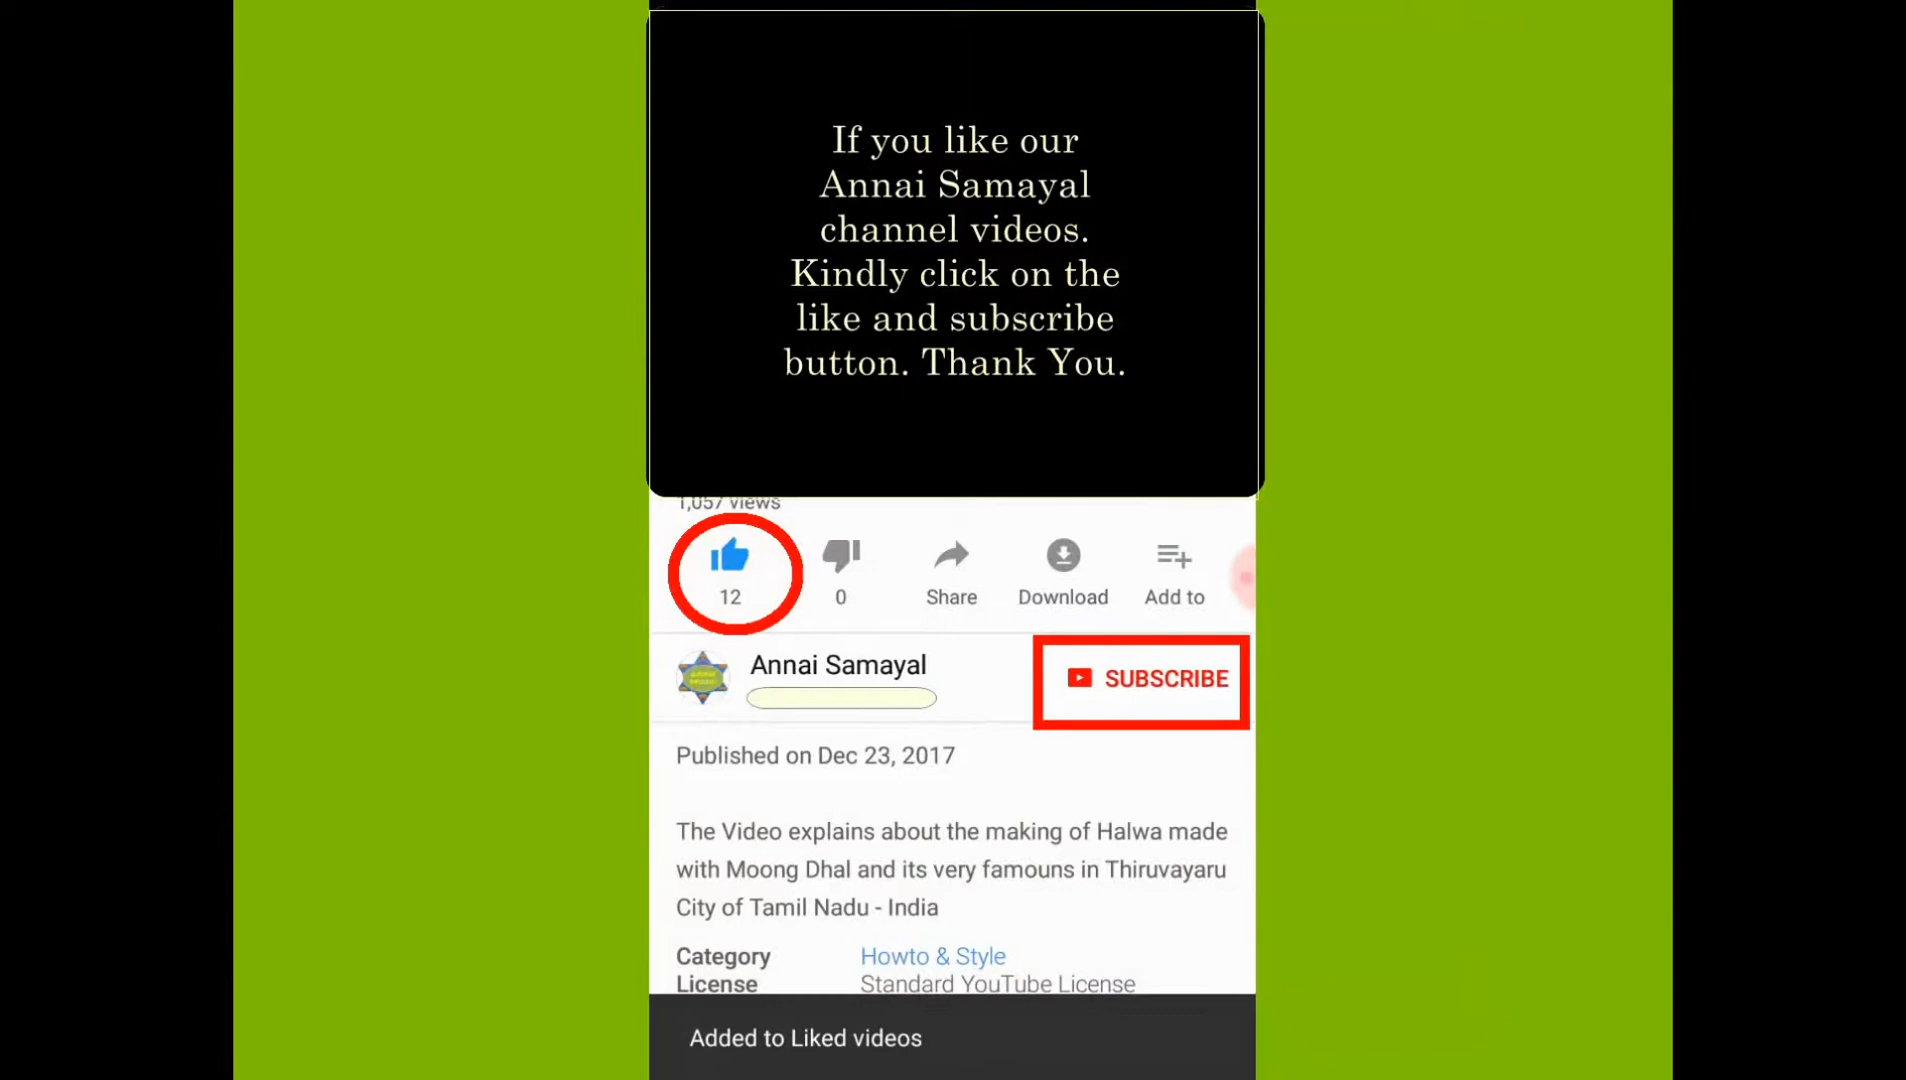 If you like our
Annai Samayal
channel videos.
Kindly click on the
like and subscribe
button. Thank You.
1,057 views
12
0
Share
Download
Add to
Annai Samayal
SUBSCRIBE
Published on Dec 23, 2017
The Video explains about the making of Halwa made
with Moong Dhal and its very famouns in Thiruvayaru
City of Tamil Nadu - India
Category Howto & Style
License Standard YouTube License
Added to Liked videos